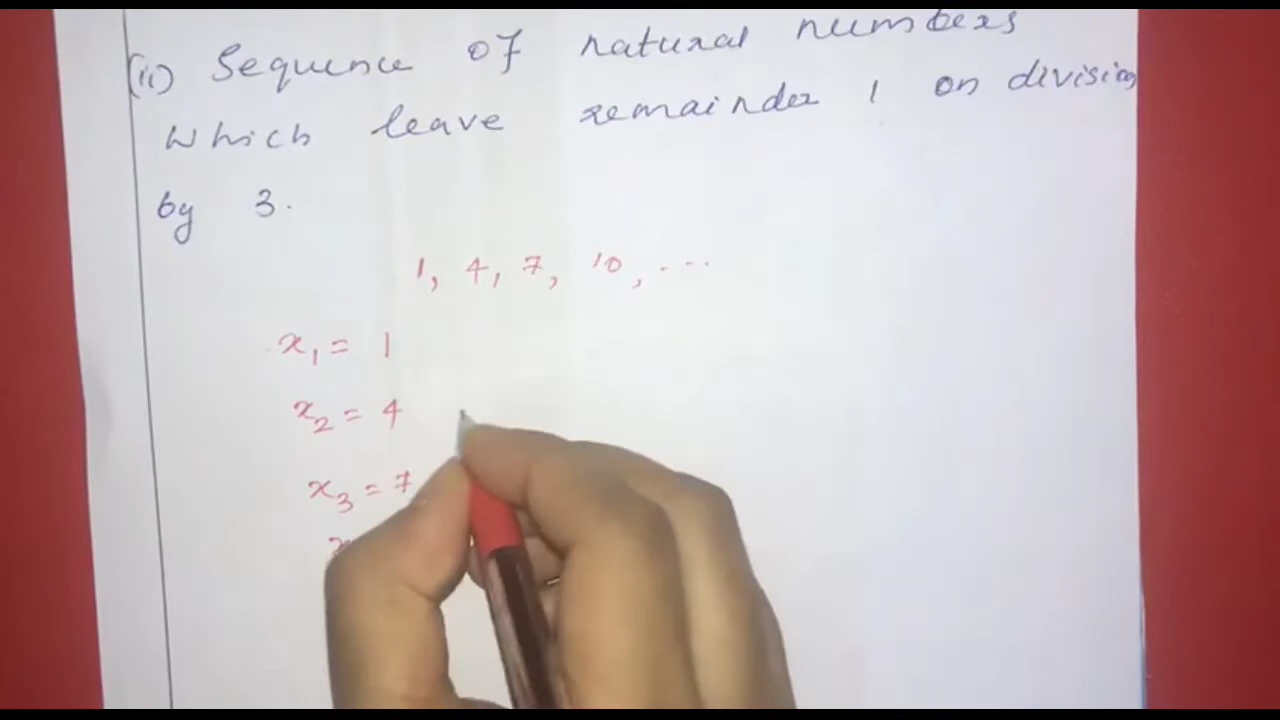 (ii) Sequence of natural numbers
which leave remainder 1 on divising
by 3.
1, 4, 7, 10, ...
x₁ = 1
x₂ = 4
x₃ = 7